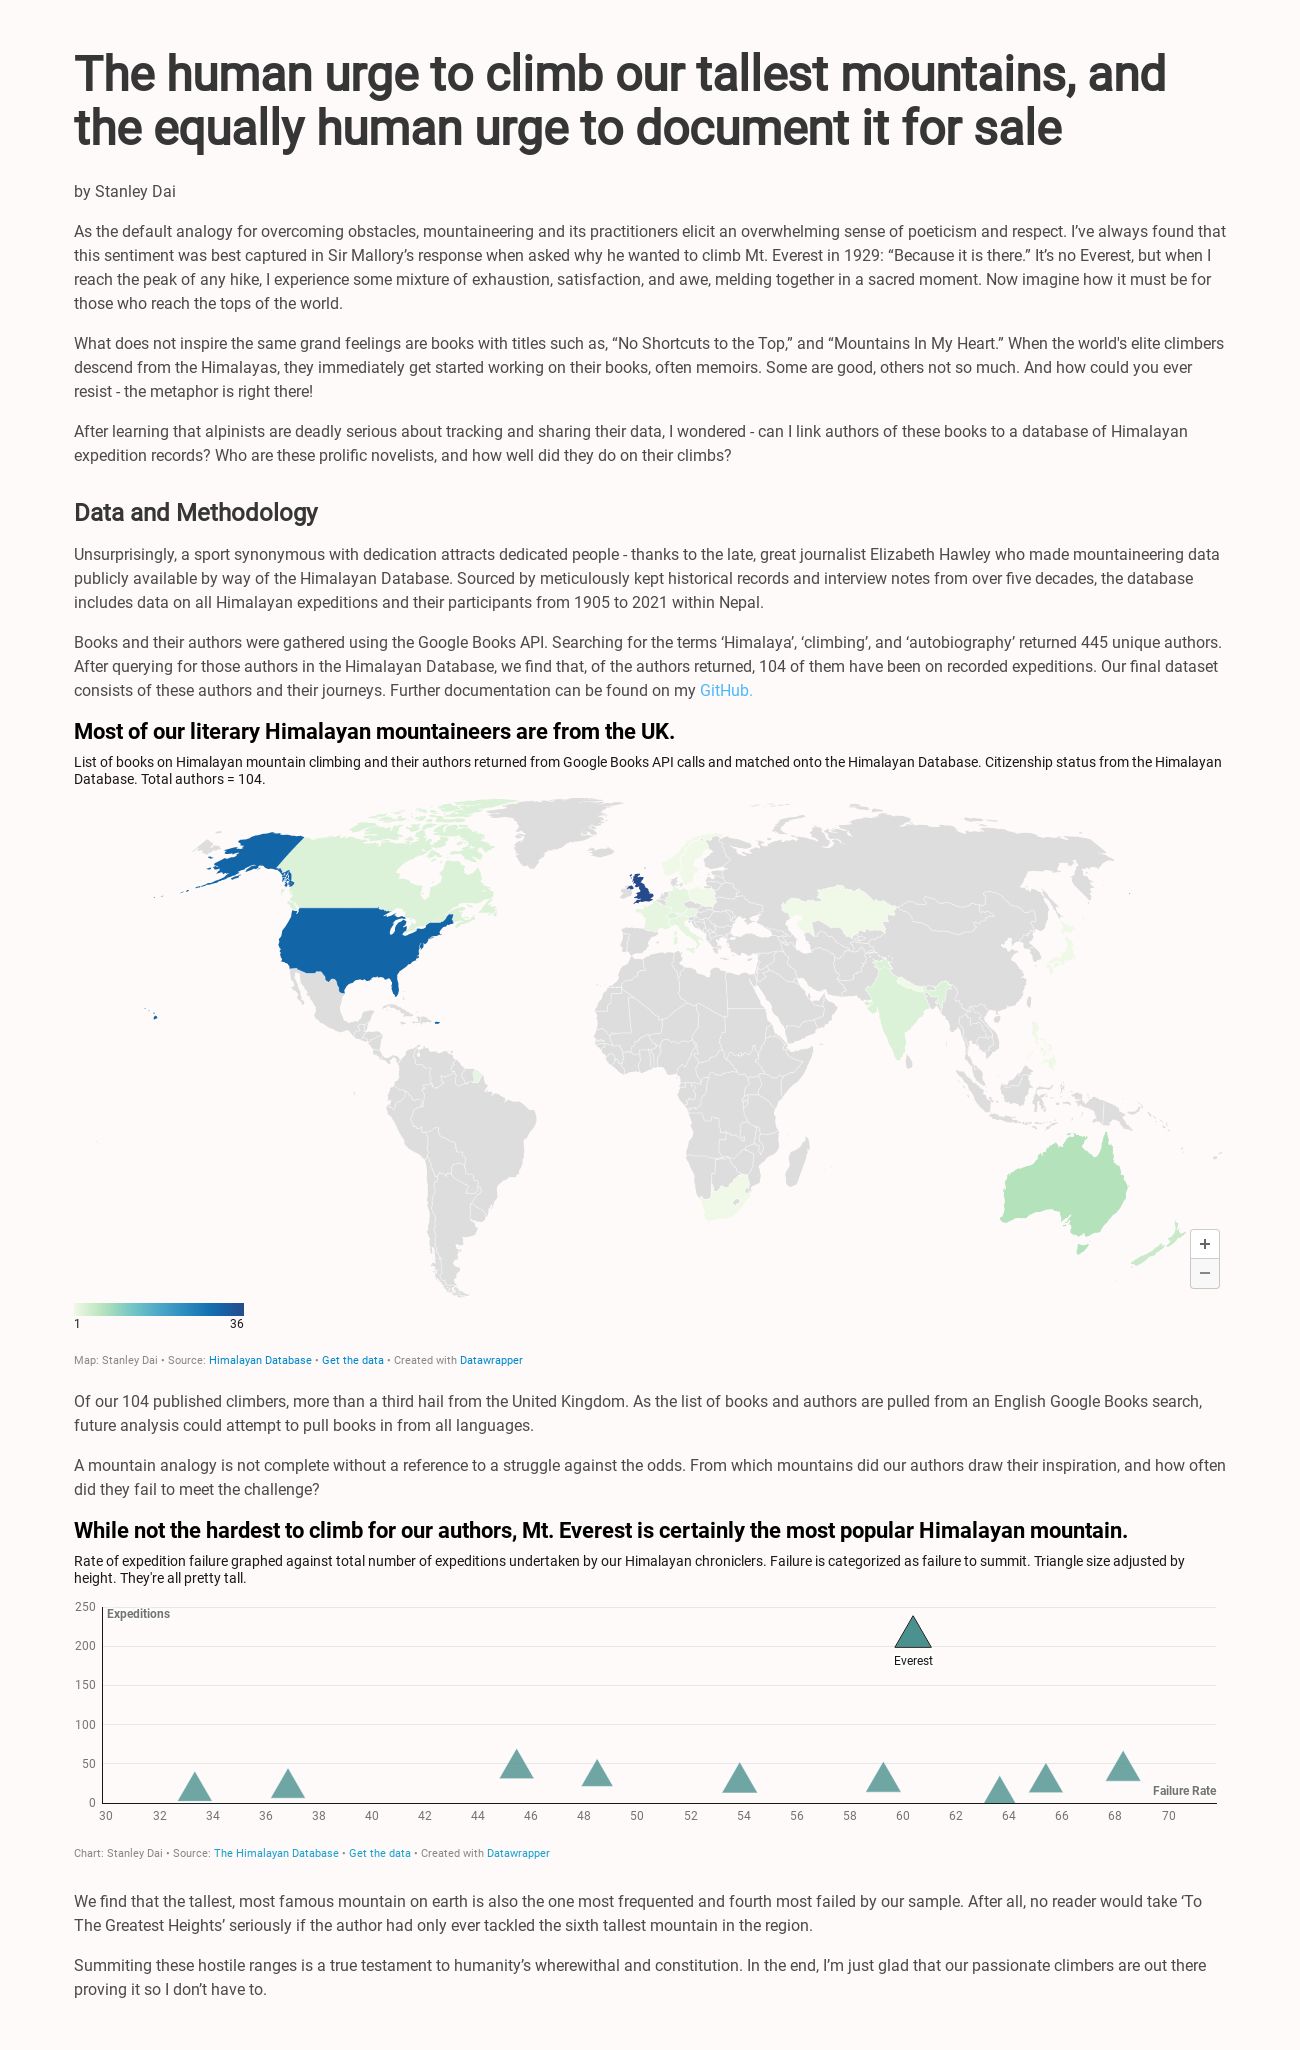 The human urge to climb our tallest mountains, and
the equally human urge to document it for sale
by Stanley Dai
As the default analogy for overcoming obstacles, mountaineering and its practitioners elicit an overwhelming sense of poeticism and respect. I’ve always found that
this sentiment was best captured in Sir Mallory’s response when asked why he wanted to climb Mt. Everest in 1929: “Because it is there.” It’s no Everest, but when I
reach the peak of any hike, I experience some mixture of exhaustion, satisfaction, and awe, melding together in a sacred moment. Now imagine how it must be for
those who reach the tops of the world.
What does not inspire the same grand feelings are books with titles such as, “No Shortcuts to the Top,” and “Mountains In My Heart.” When the world's elite climbers
descend from the Himalayas, they immediately get started working on their books, often memoirs. Some are good, others not so much. And how could you ever
resist - the metaphor is right there!
After learning that alpinists are deadly serious about tracking and sharing their data, I wondered - can I link authors of these books to a database of Himalayan
expedition records? Who are these prolific novelists, and how well did they do on their climbs?
Data and Methodology
Unsurprisingly, a sport synonymous with dedication attracts dedicated people - thanks to the late, great journalist Elizabeth Hawley who made mountaineering data
publicly available by way of the Himalayan Database. Sourced by meticulously kept historical records and interview notes from over five decades, the database
includes data on all Himalayan expeditions and their participants from 1905 to 2021 within Nepal.
Books and their authors were gathered using the Google Books API. Searching for the terms ‘Himalaya’, ‘climbing’, and ‘autobiography’ returned 445 unique authors.
After querying for those authors in the Himalayan Database, we find that, of the authors returned, 104 of them have been on recorded expeditions. Our final dataset
consists of these authors and their journeys. Further documentation can be found on my GitHub.
Most of our literary Himalayan mountaineers are from the UK.
List of books on Himalayan mountain climbing and their authors returned from Google Books API calls and matched onto the Himalayan Database. Citizenship status from the Himalayan
Database. Total authors = 104.
+
−
1 36
Map: Stanley Dai • Source: Himalayan Database • Get the data • Created with Datawrapper
Of our 104 published climbers, more than a third hail from the United Kingdom. As the list of books and authors are pulled from an English Google Books search,
future analysis could attempt to pull books in from all languages.
A mountain analogy is not complete without a reference to a struggle against the odds. From which mountains did our authors draw their inspiration, and how often
did they fail to meet the challenge?
While not the hardest to climb for our authors, Mt. Everest is certainly the most popular Himalayan mountain.
Rate of expedition failure graphed against total number of expeditions undertaken by our Himalayan chroniclers. Failure is categorized as failure to summit. Triangle size adjusted by
height. They're all pretty tall.
250
Expeditions
200
Everest
150
100
50
Failure Rate
0
30 32 34 36 38 40 42 44 46 48 50 52 54 56 58 60 62 64 66 68 70
Chart: Stanley Dai • Source: The Himalayan Database • Get the data • Created with Datawrapper
We find that the tallest, most famous mountain on earth is also the one most frequented and fourth most failed by our sample. After all, no reader would take ‘To
The Greatest Heights’ seriously if the author had only ever tackled the sixth tallest mountain in the region.
Summiting these hostile ranges is a true testament to humanity’s wherewithal and constitution. In the end, I’m just glad that our passionate climbers are out there
proving it so I don’t have to.